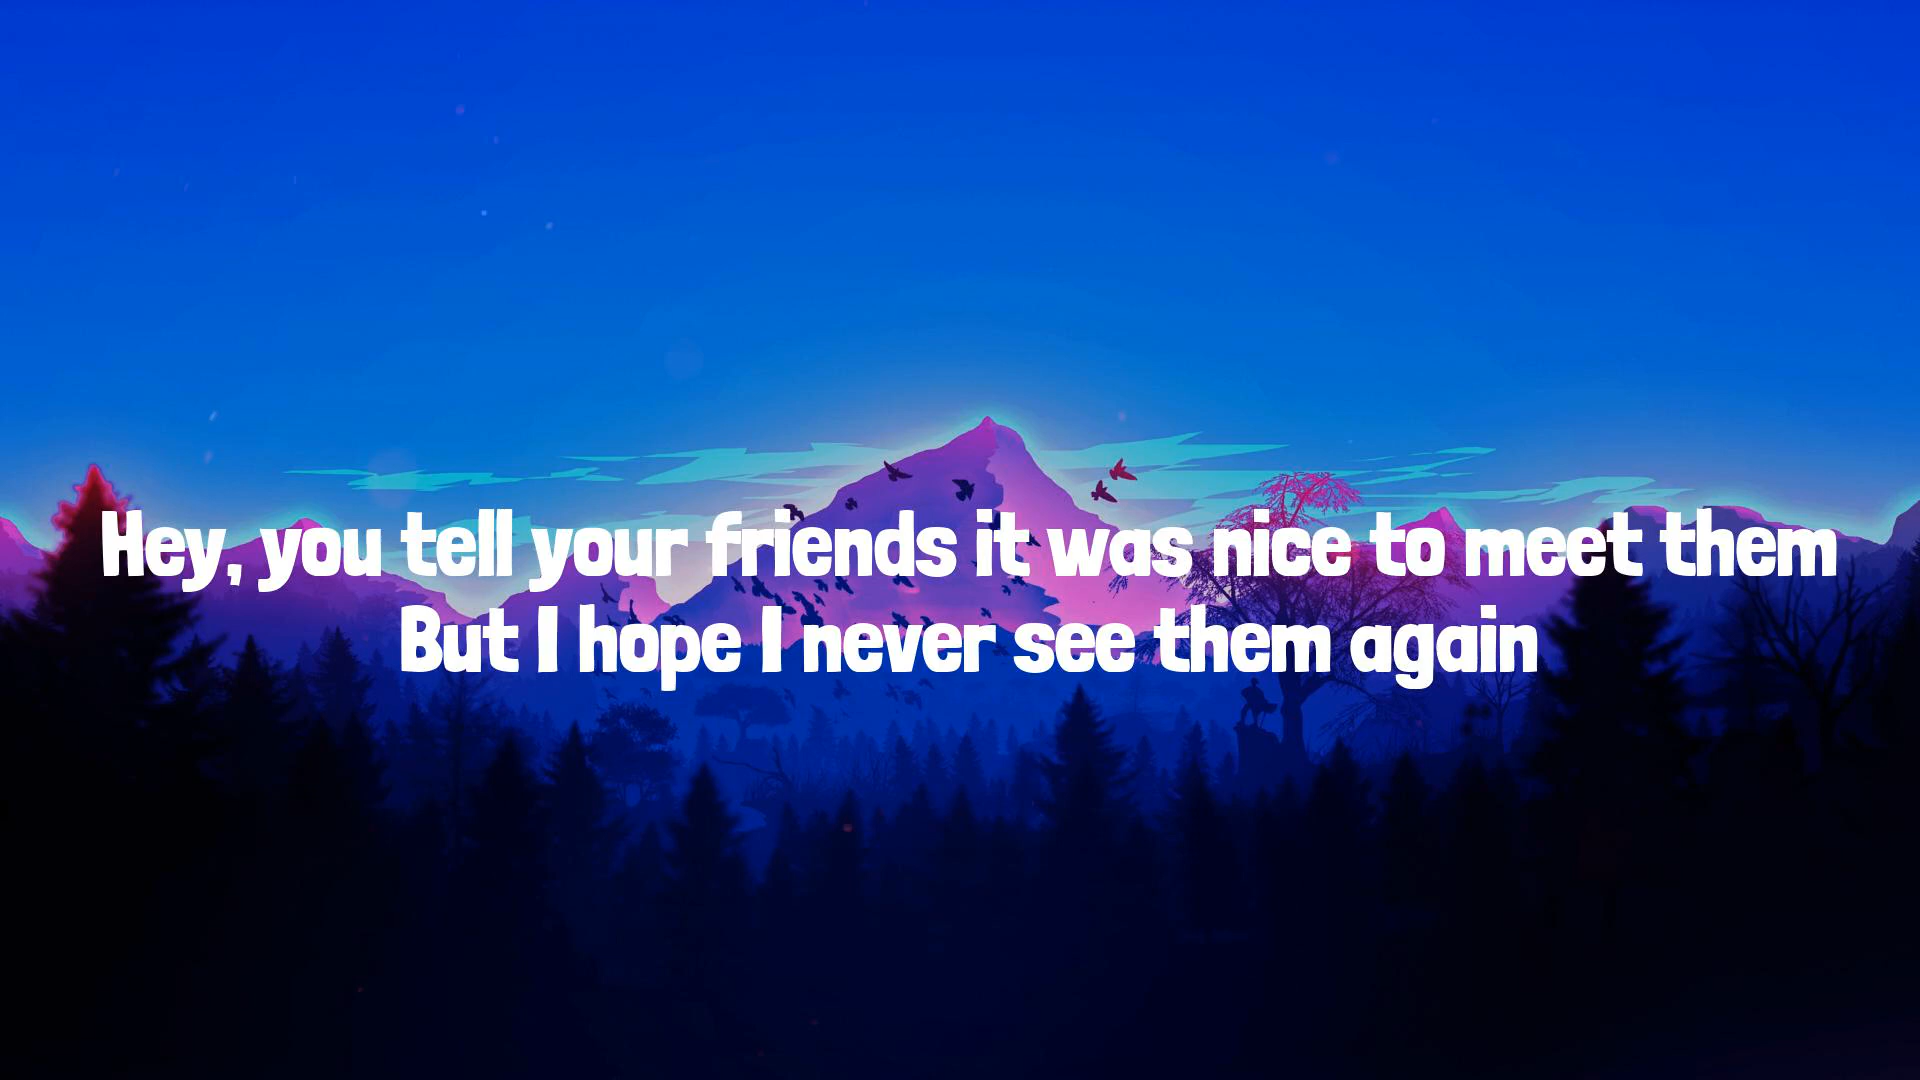 Hey, you tell your friends it was nice to meet them
But I hope I never see them again